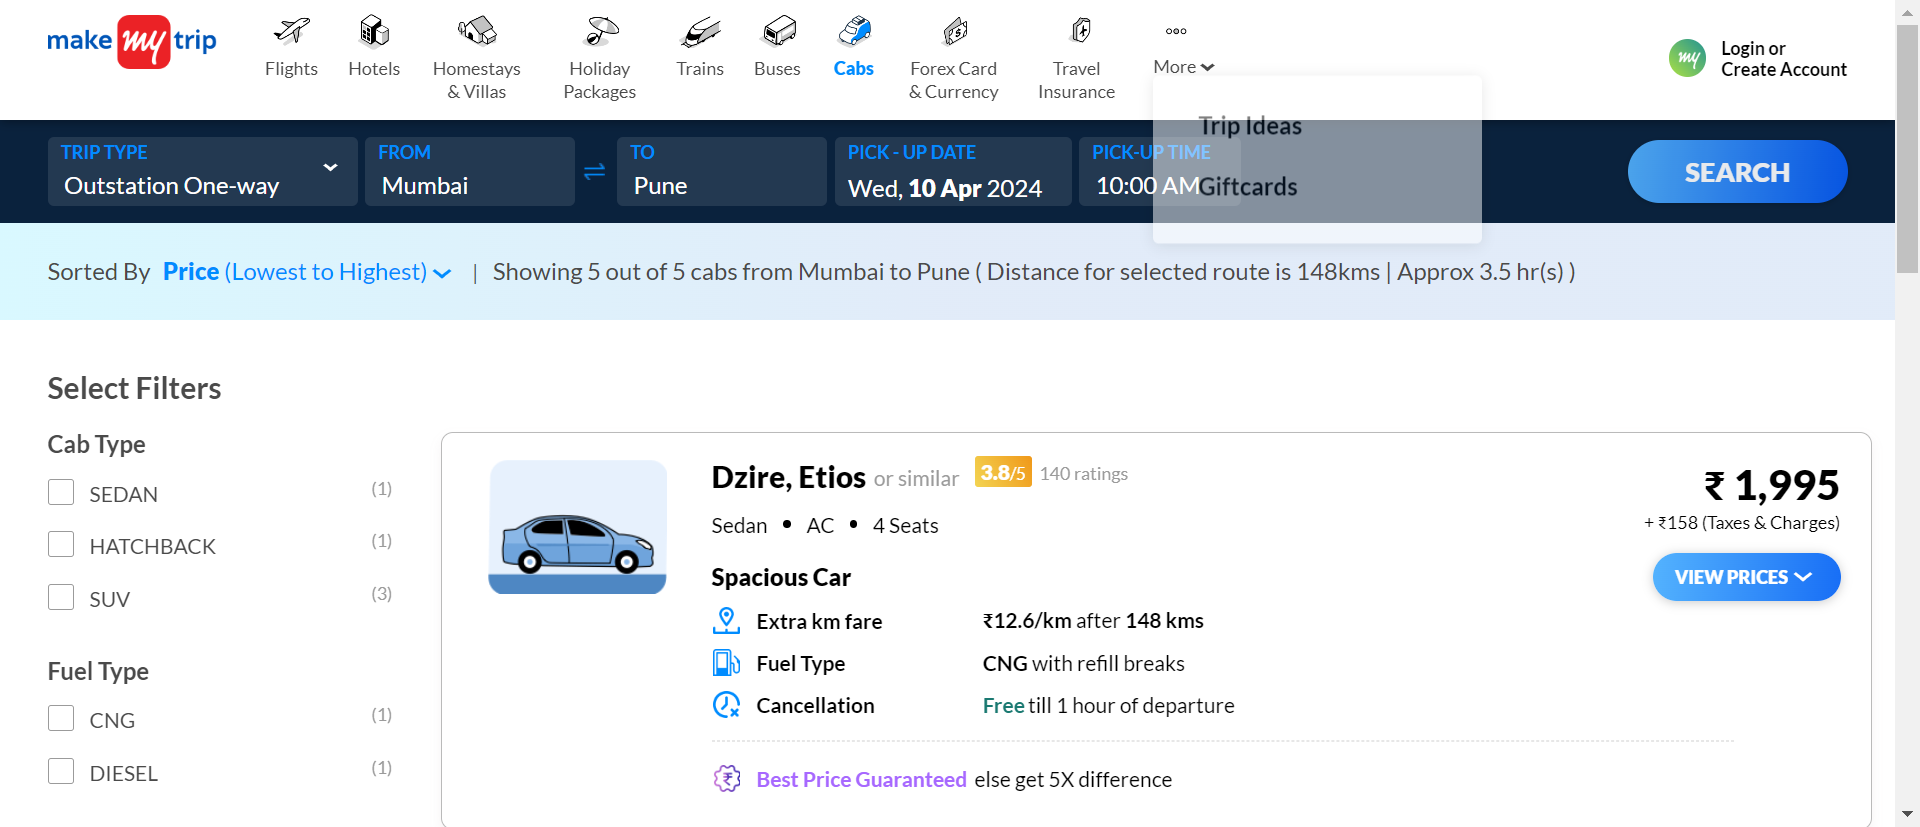 make my trip
Flights
Hotels
Homestays
& Villas
Holiday
Packages
Trains
Buses
Cabs
Forex Card
& Currency
Travel
Insurance
More
my
Login or
Create Account
Trip Ideas
Giftcards
TRIP TYPE
Outstation One-way
FROM
Mumbai
TO
Pune
PICK - UP DATE
Wed, 10 Apr 2024
PICK-UP TIME
10:00 AM
SEARCH
Sorted By Price (Lowest to Highest) | Showing 5 out of 5 cabs from Mumbai to Pune ( Distance for selected route is 148kms | Approx 3.5 hr(s) )
Select Filters
Cab Type
SEDAN (1)
HATCHBACK (1)
SUV (3)
Fuel Type
CNG (1)
DIESEL (1)
Dzire, Etios or similar 3.8/5 140 ratings
Sedan • AC • 4 Seats
Spacious Car
Extra km fare ₹12.6/km after 148 kms
Fuel Type CNG with refill breaks
Cancellation Free till 1 hour of departure
₹ Best Price Guaranteed else get 5X difference
₹ 1,995
+ ₹158 (Taxes & Charges)
VIEW PRICES